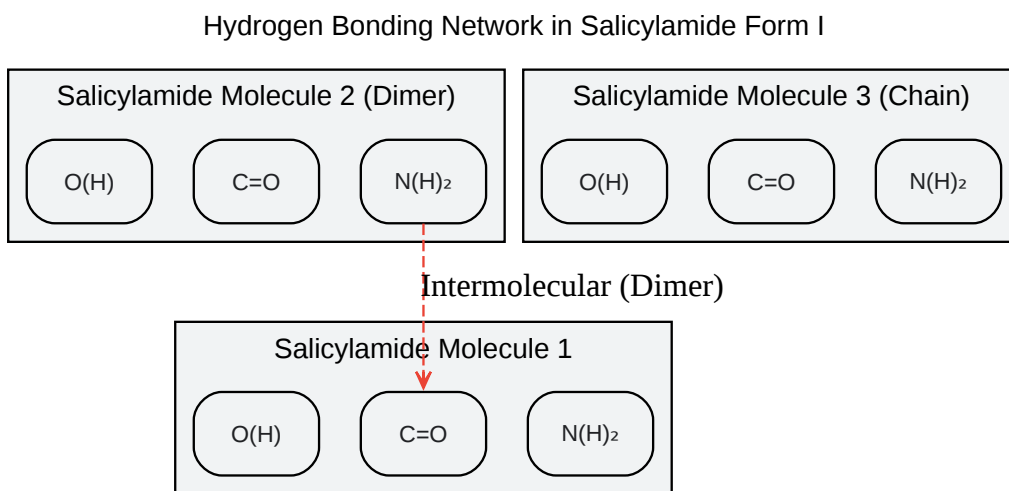 Hydrogen Bonding Network in Salicylamide Form I
Salicylamide Molecule 2 (Dimer)
O(H)
C=O
N(H)₂
Salicylamide Molecule 3 (Chain)
O(H)
C=O
N(H)₂
Intermolecular (Dimer)
Salicylamide Molecule 1
O(H)
C=O
N(H)₂